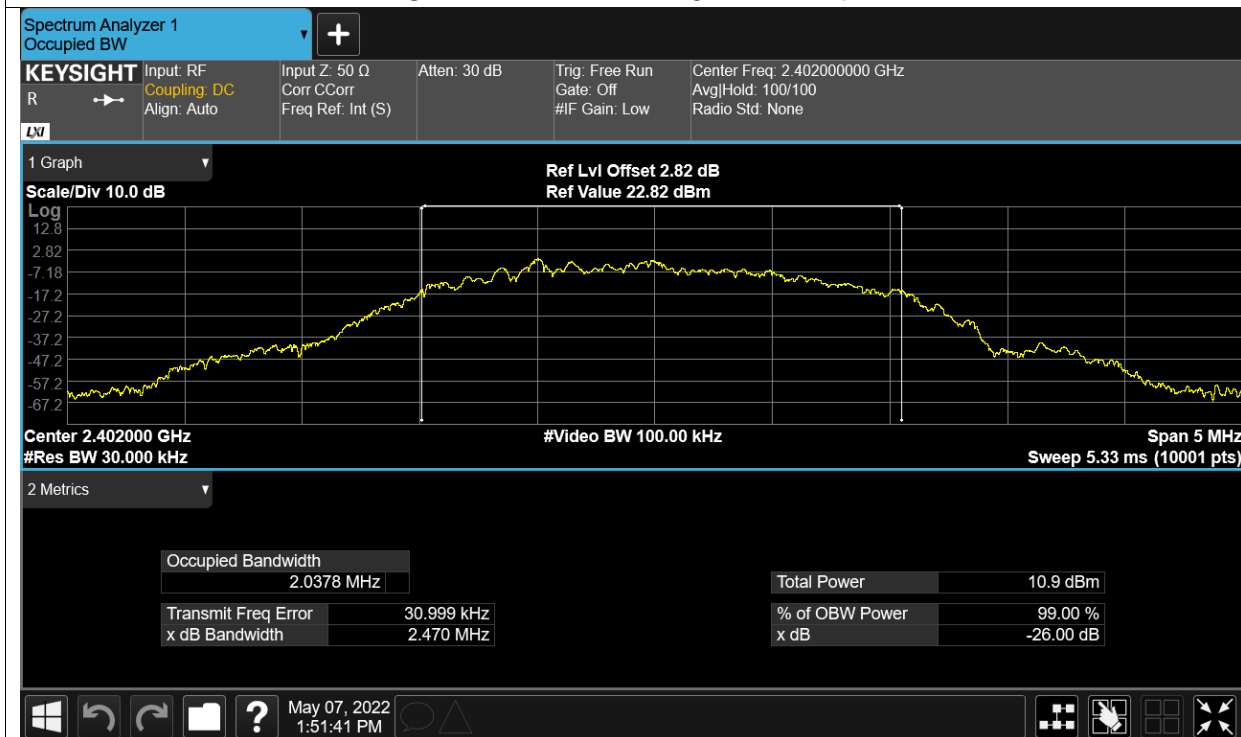 Spectrum Analyzer 1
Occupied BW
KEYSIGHT
R
LXI
Input: RF
Coupling: DC
Align: Auto
Input Z: 50 Ω
Corr CCorr
Freq Ref: Int (S)
Atten: 30 dB
Trig: Free Run
Gate: Off
#IF Gain: Low
Center Freq: 2.402000000 GHz
Avg|Hold: 100/100
Radio Std: None
1 Graph
Scale/Div 10.0 dB
Ref Lvl Offset 2.82 dB
Ref Value 22.82 dBm
Log
12.8
2.82
-7.18
-17.2
-27.2
-37.2
-47.2
-57.2
-67.2
Center 2.402000 GHz
#Video BW 100.00 kHz
Span 5 MHz
#Res BW 30.000 kHz
Sweep 5.33 ms (10001 pts)
2 Metrics
Occupied Bandwidth
2.0378 MHz
Total Power 10.9 dBm
Transmit Freq Error 30.999 kHz
% of OBW Power 99.00 %
x dB Bandwidth 2.470 MHz
x dB -26.00 dB
?
May 07, 2022
1:51:41 PM